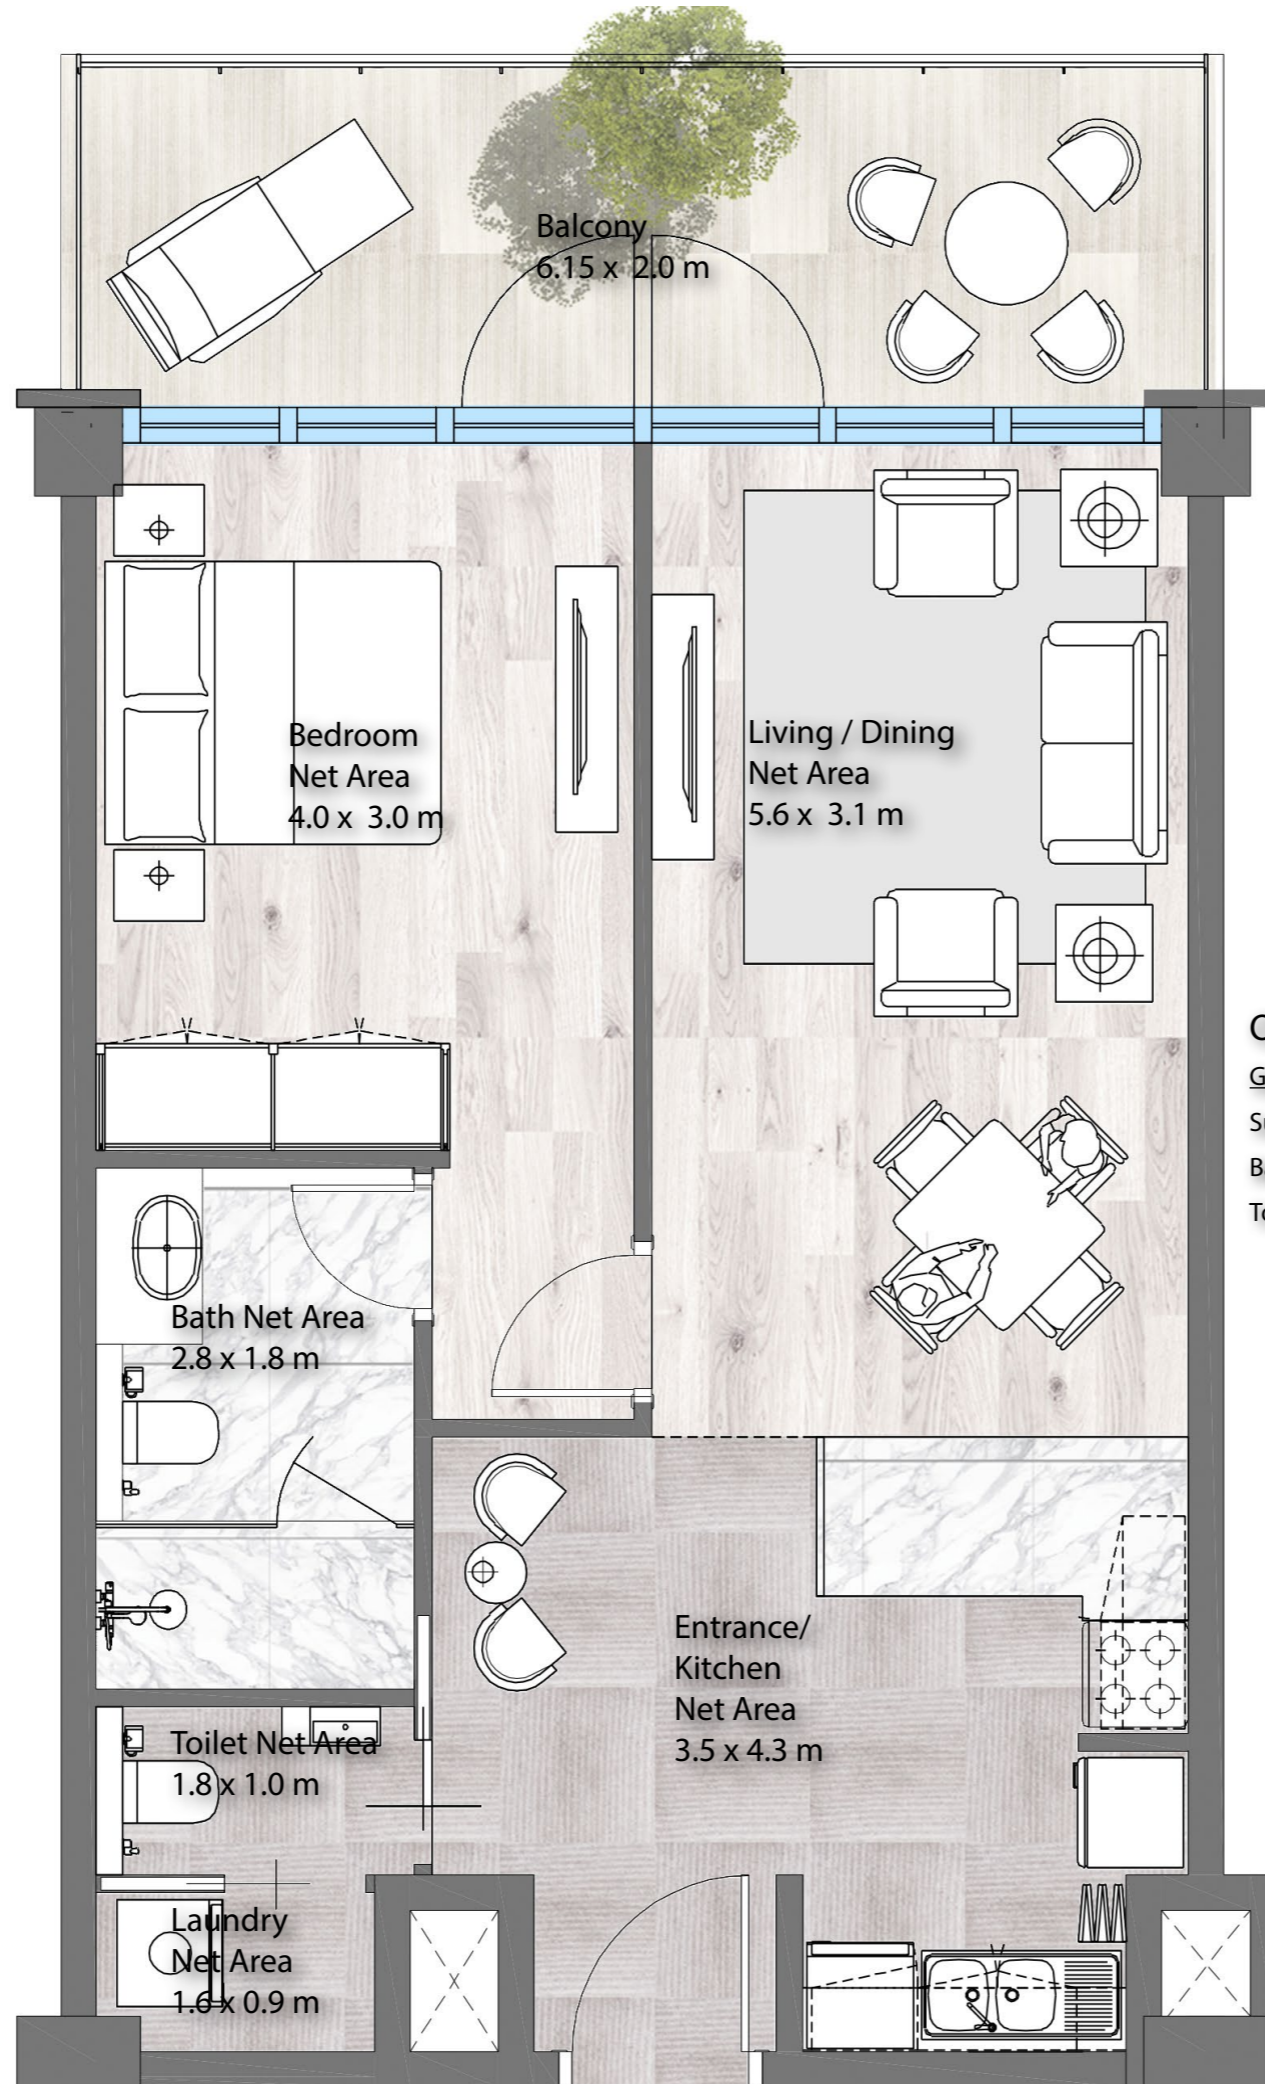 Balcony
6.15 x 2.0 m
Bedroom
Net Area
4.0 x 3.0 m
Living / Dining
Net Area
5.6 x 3.1 m
Bath Net Area
2.8 x 1.8 m
Entrance/
Kitchen
Net Area
3.5 x 4.3 m
Toilet Net Area
1.8 x 1.0 m
Laundry
Net Area
1.6 x 0.9 m